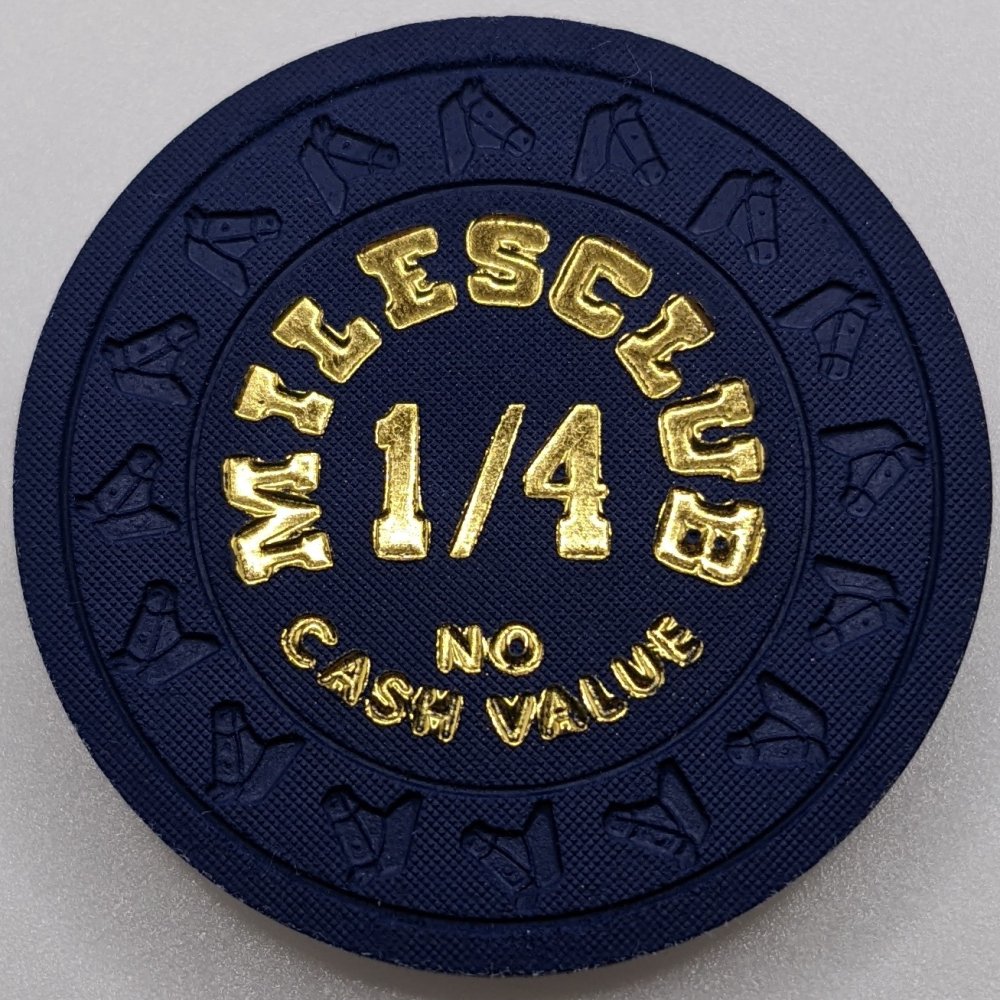 MILESCLUB
1/4
NO
CASH VALUE